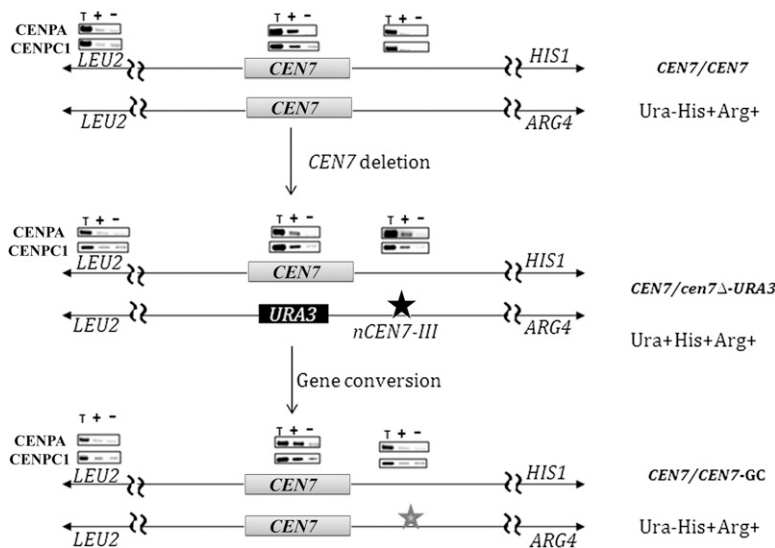 T + − T + − T + −
CENPA
CENPC1
LEU2 CEN7 HIS1 CEN7/CEN7
LEU2 CEN7 ARG4 Ura-His+Arg+
CEN7 deletion
T + − T + − T + −
CENPA
CENPC1
LEU2 CEN7 HIS1 CEN7/cen7Δ-URA3
LEU2 URA3 nCEN7-III ARG4 Ura+His+Arg+
Gene conversion
T + − T + − T + −
CENPA
CENPC1
LEU2 CEN7 HIS1 CEN7/CEN7-GC
LEU2 CEN7 ARG4 Ura-His+Arg+